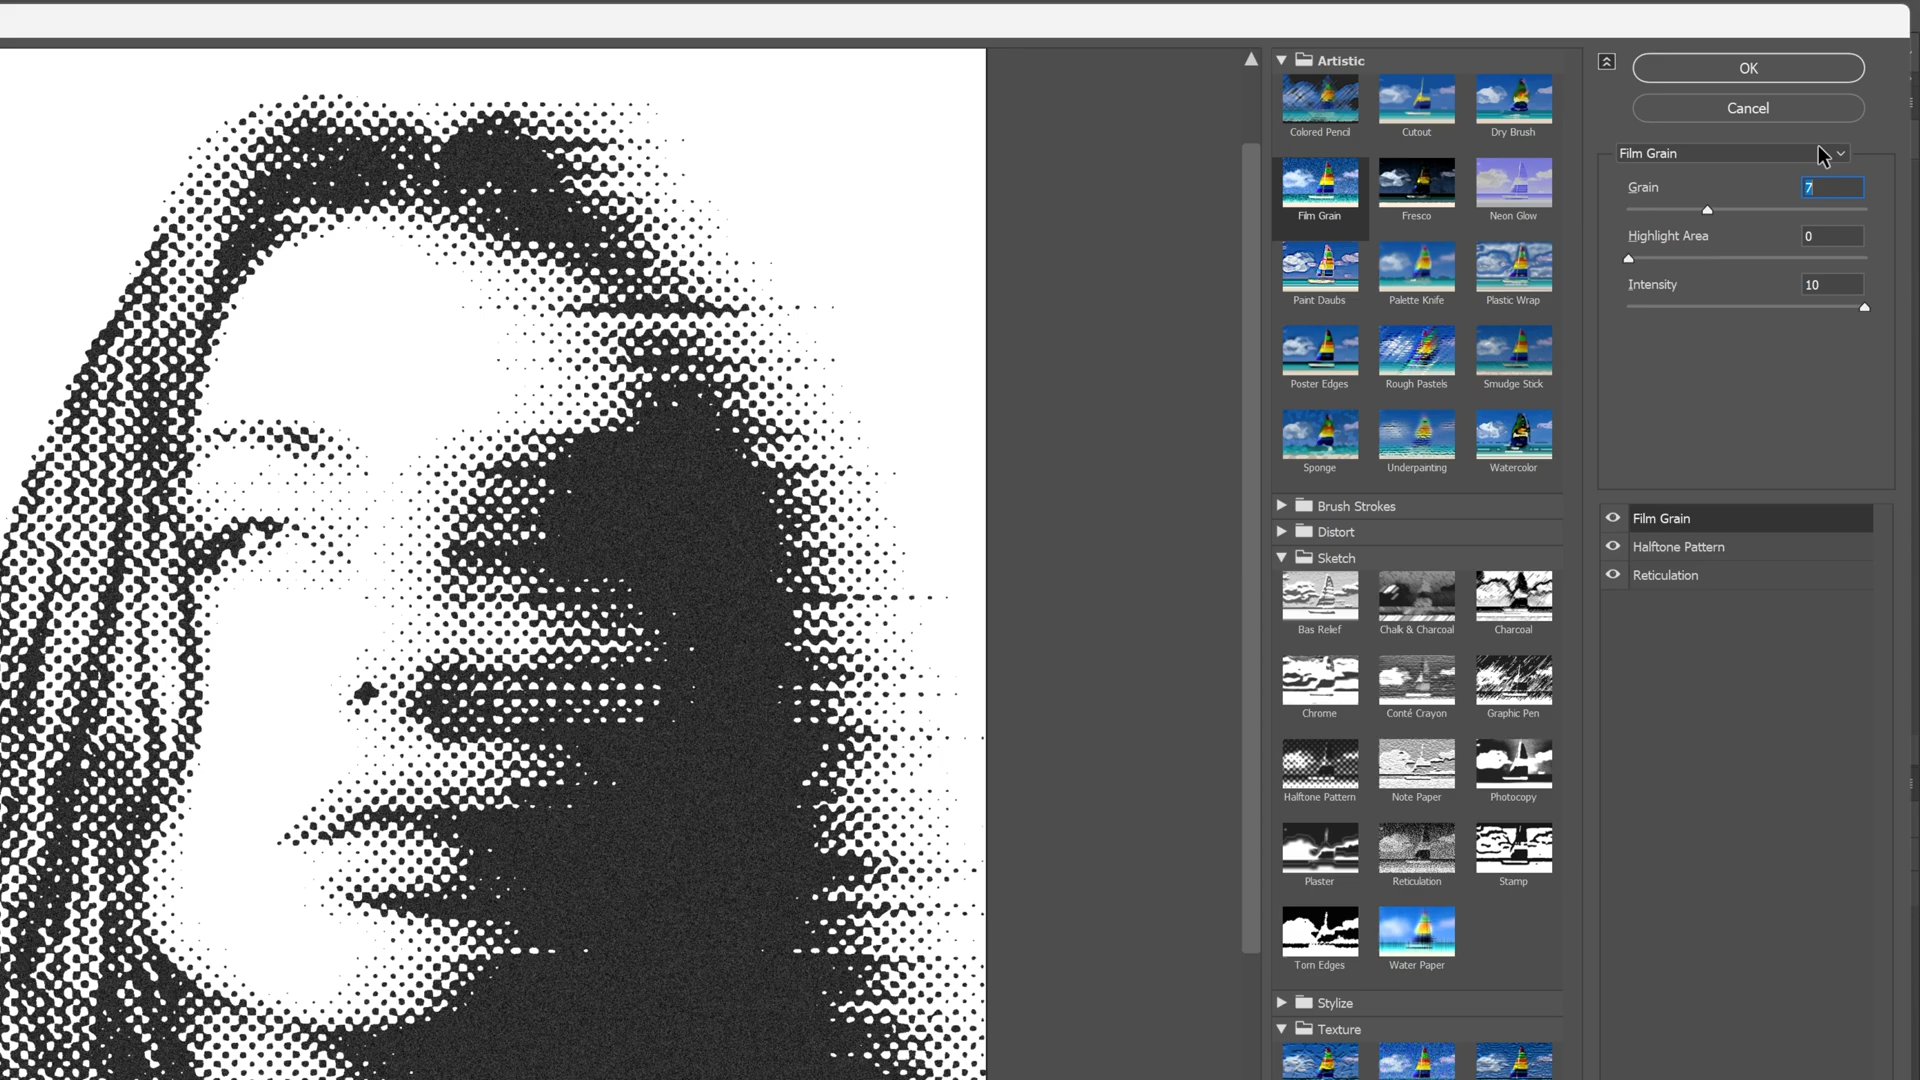 Artistic
Colored Pencil
Cutout
Dry Brush
Film Grain
Fresco
Neon Glow
Paint Daubs
Palette Knife
Plastic Wrap
Poster Edges
Rough Pastels
Smudge Stick
Sponge
Underpainting
Watercolor
Brush Strokes
Distort
Sketch
Bas Relief
Chalk & Charcoal
Charcoal
Chrome
Conté Crayon
Graphic Pen
Halftone Pattern
Note Paper
Photocopy
Plaster
Reticulation
Stamp
Torn Edges
Water Paper
Stylize
Texture
OK
Cancel
Film Grain
Grain 7
Highlight Area 0
Intensity 10
Film Grain
Halftone Pattern
Reticulation